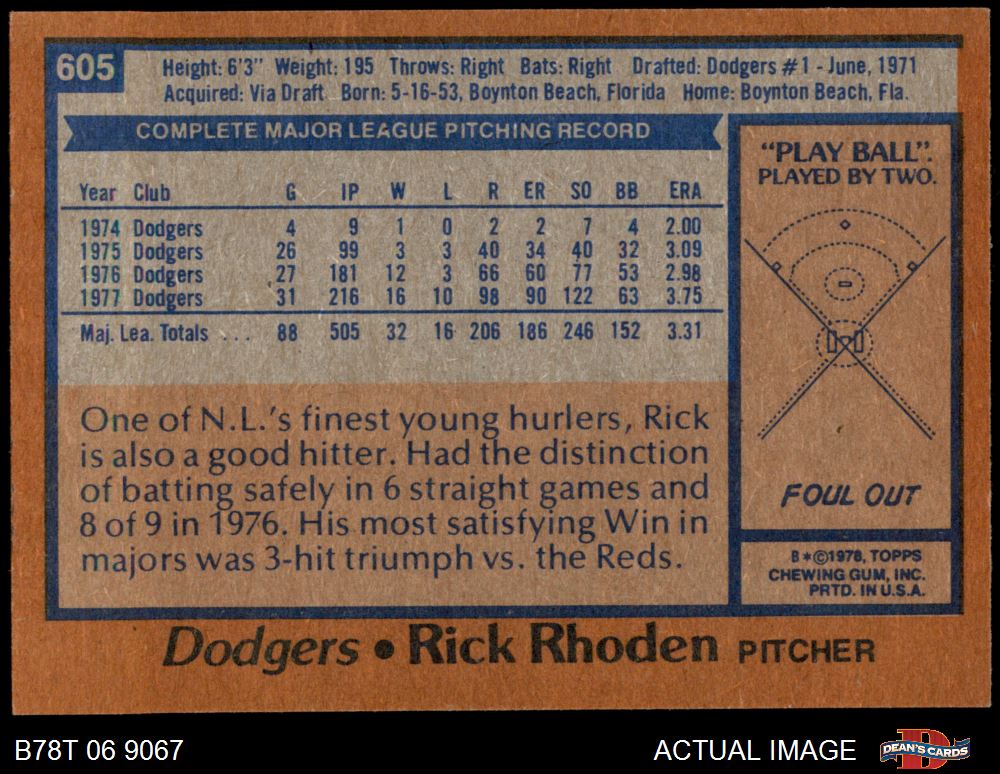 605
Height: 6'3" Weight: 195 Throws: Right Bats: Right Drafted: Dodgers #1 - June, 1971
Acquired: Via Draft Born: 5-16-53, Boynton Beach, Florida Home: Boynton Beach, Fla.
COMPLETE MAJOR LEAGUE PITCHING RECORD
Year Club G IP W L R ER SO BB ERA
1974 Dodgers 4 9 1 0 2 2 7 4 2.00
1975 Dodgers 26 99 3 3 40 34 40 32 3.09
1976 Dodgers 27 181 12 3 66 60 77 53 2.98
1977 Dodgers 31 216 16 10 98 90 122 63 3.75
Maj. Lea. Totals . . . 88 505 32 16 206 186 246 152 3.31
One of N.L.'s finest young hurlers, Rick
is also a good hitter. Had the distinction
of batting safely in 6 straight games and
8 of 9 in 1976. His most satisfying Win in
majors was 3-hit triumph vs. the Reds.
"PLAY BALL".
PLAYED BY TWO.
FOUL OUT
B*©1978, TOPPS
CHEWING GUM, INC.
PRTD. IN U.S.A.
Dodgers • Rick Rhoden PITCHER
B78T 06 9067
ACTUAL IMAGE
DEAN'S CARDS